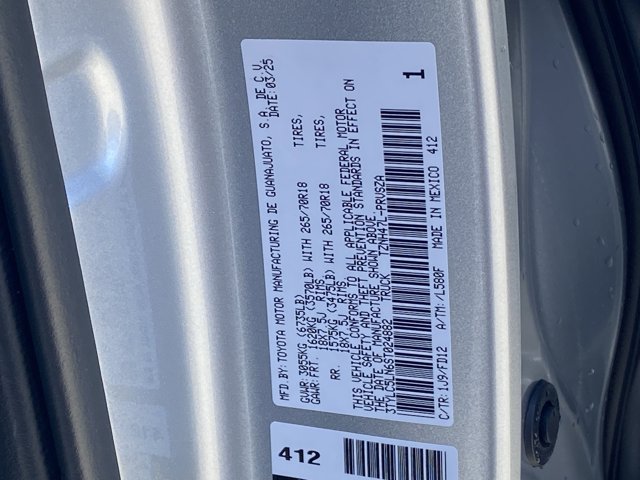 MFD.BY:TOYOTA MOTOR MANUFACTURING DE GUANAJUATO, S.A. DE C.V.
DATE:03/25
GVWR:3055KG(6735LB)
GAWR:FRT. 1620KG(3570LB)WITH 265/70R18 TIRES,
18X7.5J RIMS
RR. 1575KG(3475LB)WITH 265/70R18 TIRES,
18X7.5J RIMS
THIS VEHICLE CONFORMS TO ALL APPLICABLE FEDERAL MOTOR
VEHICLE SAFETY AND THEFT PREVENTION STANDARDS IN EFFECT ON
THE DATE OF MANUFACTURE SHOWN ABOVE.
3TYLC5LN6ST024882 TRUCK TZNH47L-PRUSZA
C/TR:1J9/FD12 A/TM:/L580F MADE IN MEXICO 412
1
412